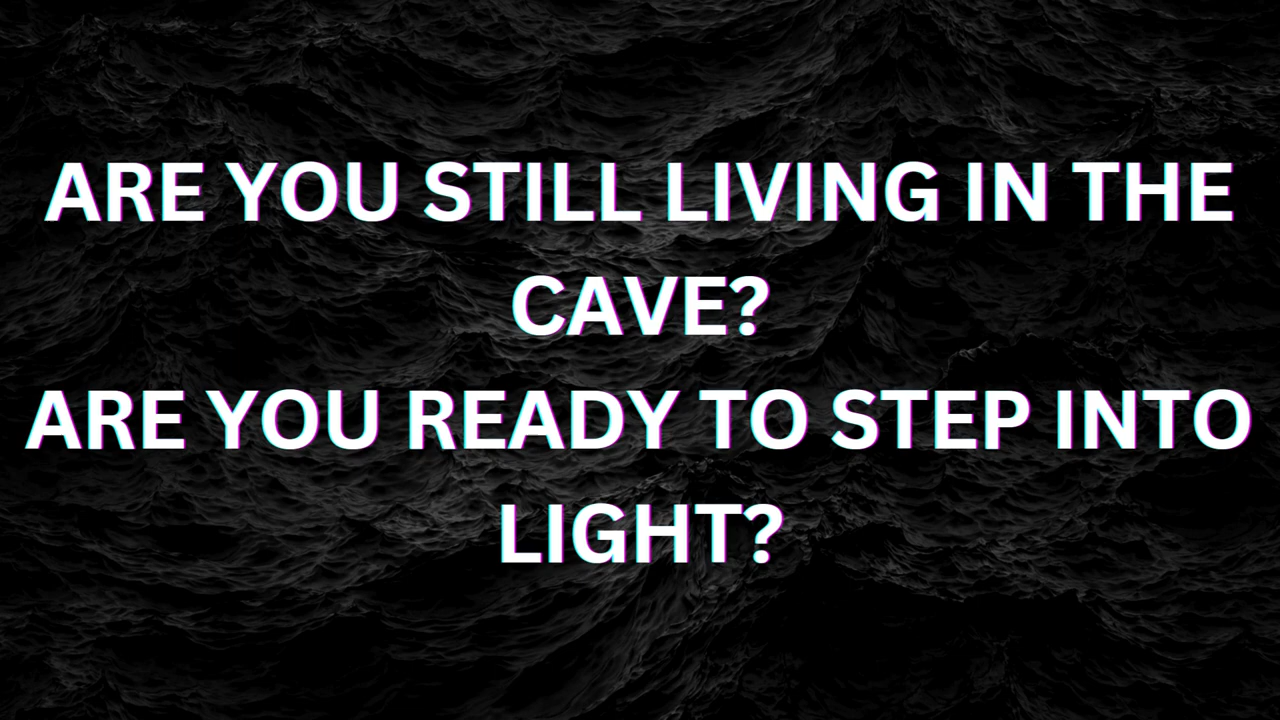 ARE YOU STILL LIVING IN THE
CAVE?
ARE YOU READY TO STEP INTO
LIGHT?